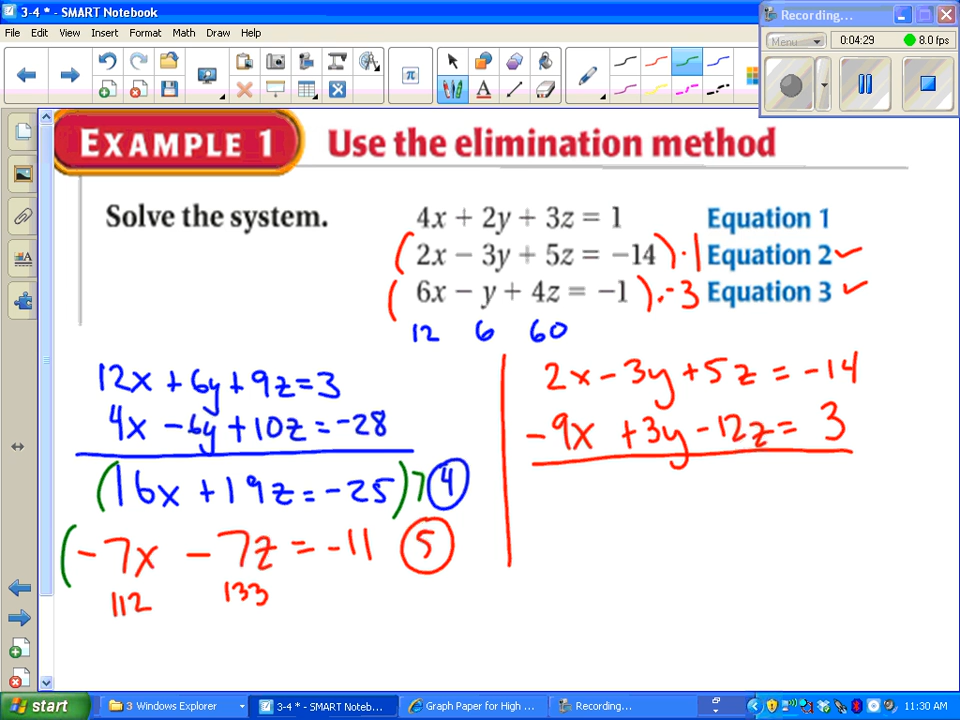 3-4 * - SMART Notebook
Recording...
File Edit View Insert Format Math Draw Help
Menu 0:04:29 8.0 fps
EXAMPLE 1 Use the elimination method
Solve the system. 4x + 2y + 3z = 1 Equation 1
(2x − 3y + 5z = −14) · 1 Equation 2 ✓
(6x − y + 4z = −1) · -3 Equation 3 ✓
12 6 60
12x + 6y + 9z = 3
4x - 6y + 10z = -28
(16x + 19z = -25) 7 4
(-7x - 7z = -11 5
112 133
2x - 3y + 5z = -14
-9x + 3y - 12z = 3
start 3 Windows Explorer 3-4 * - SMART Noteb... Graph Paper for High ... Recording... 11:30 AM